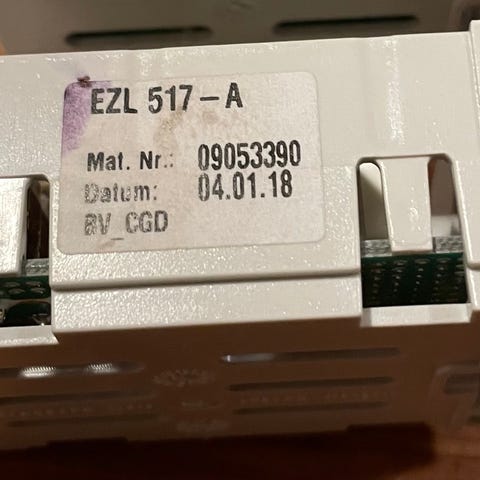 EZL 517-A
Mat. Nr.: 09053390
Datum: 04.01.18
BV_CGD